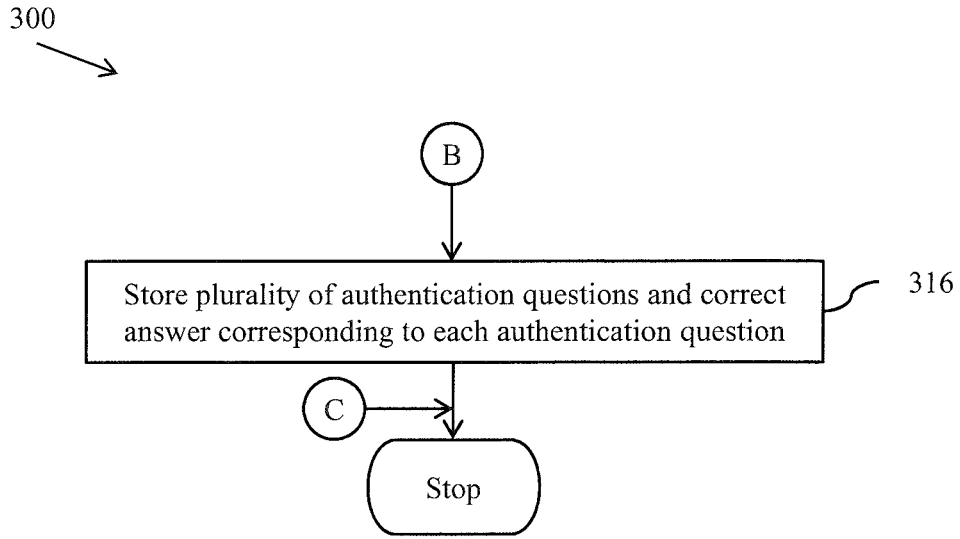 300
B
Store plurality of authentication questions and correct
answer corresponding to each authentication question
316
C
Stop